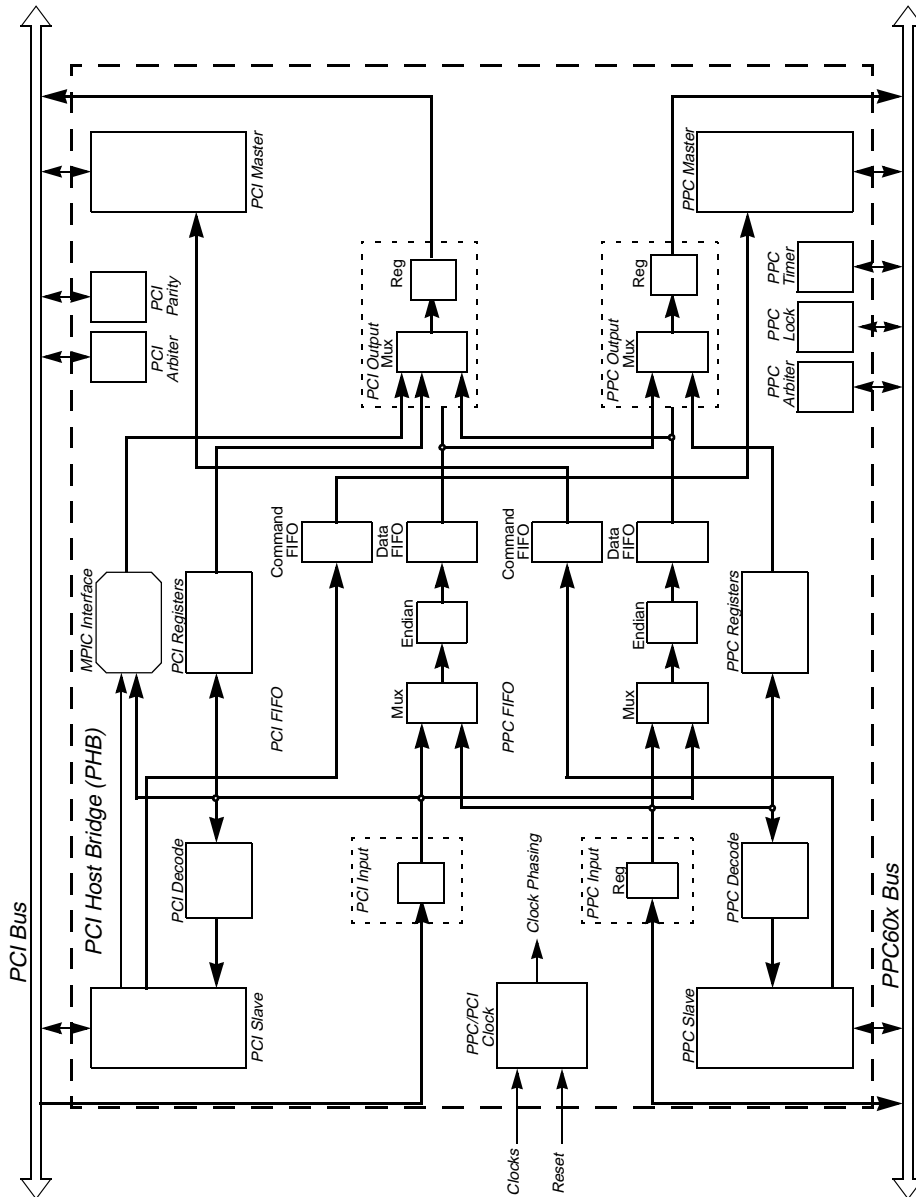 PCI Bus
PCI Host Bridge (PHB)
PCI Slave
PCI Decode
MPIC Interface
PCI Registers
PCI Arbiter
PCI Parity
PCI Master
PCI FIFO
Command
FIFO
PCI Input
Mux
Endian
Data
FIFO
PCI Output
Mux
Reg
PPC/PCI
Clock
Clocks
Reset
Clock Phasing
PPC FIFO
Command
FIFO
PPC Input
Reg
Mux
Endian
Data
FIFO
PPC Output
Mux
Reg
PPC Slave
PPC Decode
PPC Registers
PPC
Arbiter
PPC
Lock
PPC
Timer
PPC Master
PPC60x Bus